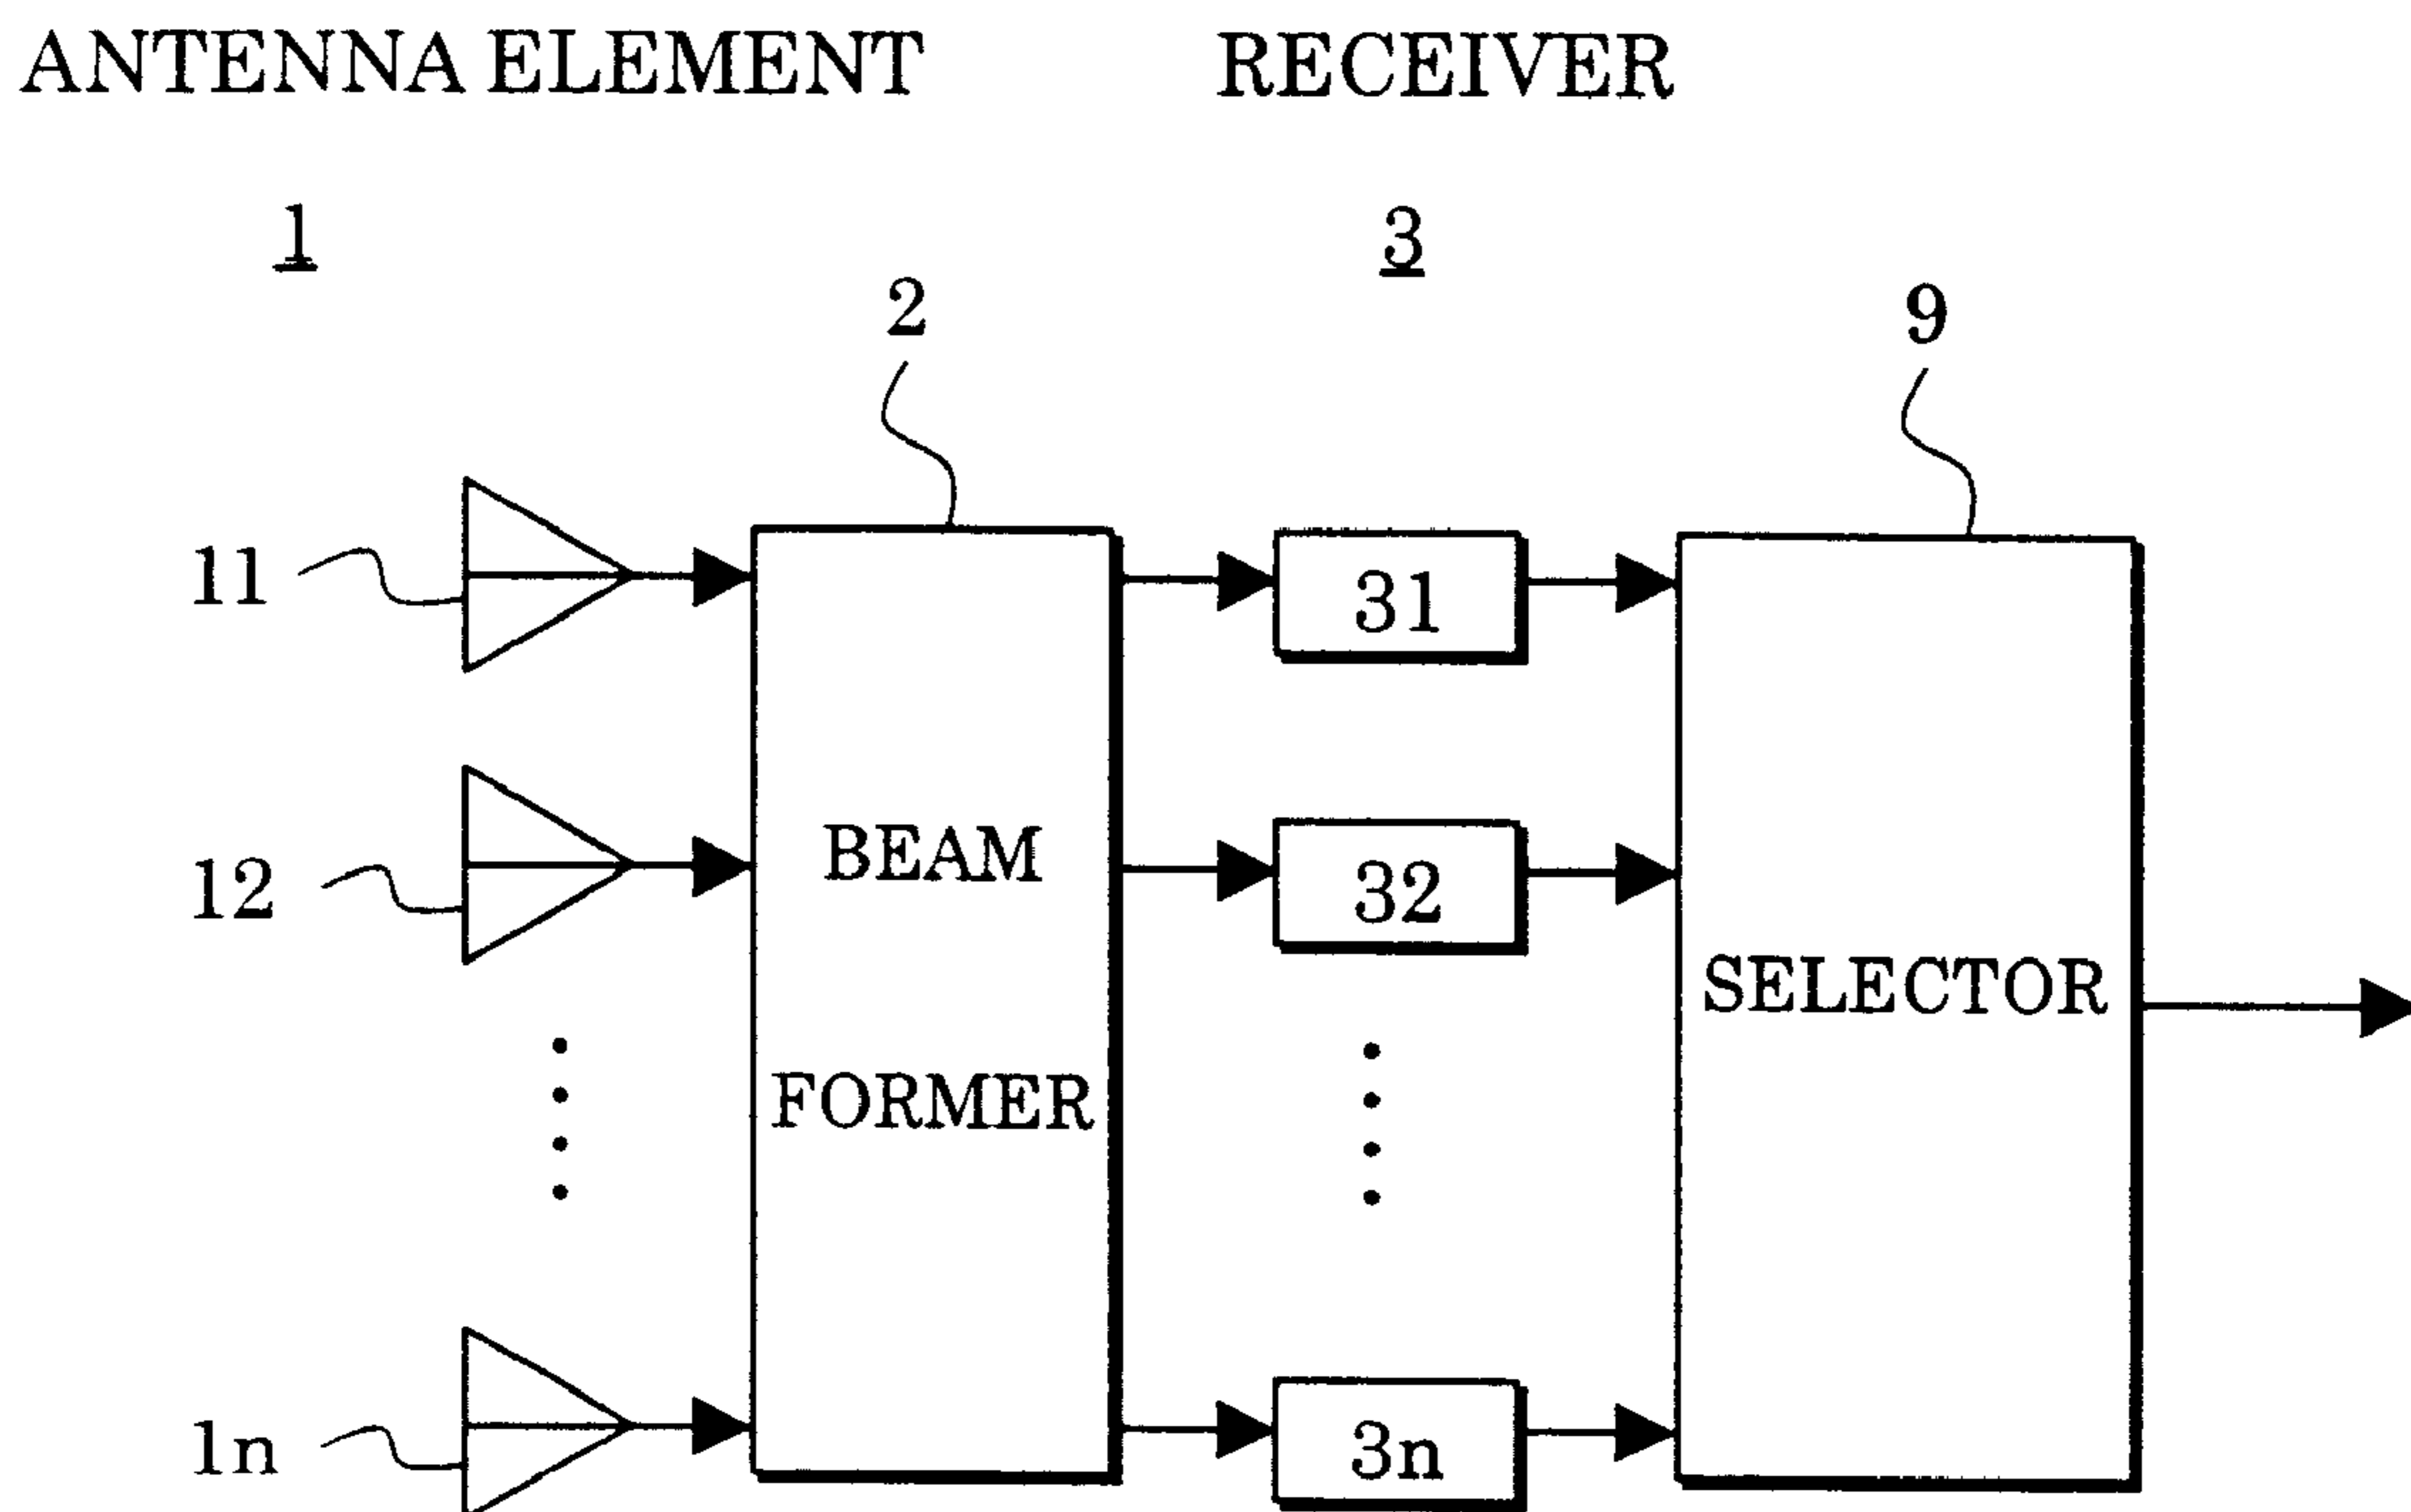 ANTENNA ELEMENT
RECEIVER
1
3
2
9
11
31
12
BEAM
FORMER
32
SELECTOR
1n
3n